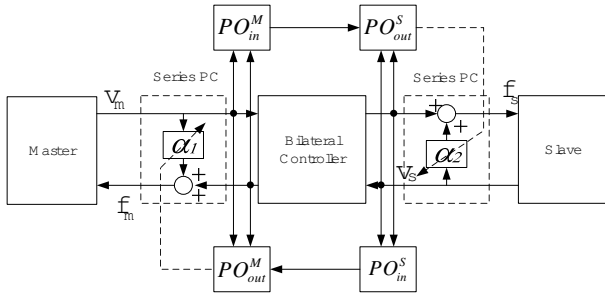 PO_in^M
PO_out^S
Series PC
Series PC
V_m
f_s
+
+
α_1
Master
Bilateral
Controller
α_2
Slave
V_s
+
+
f_m
PO_out^M
PO_in^S